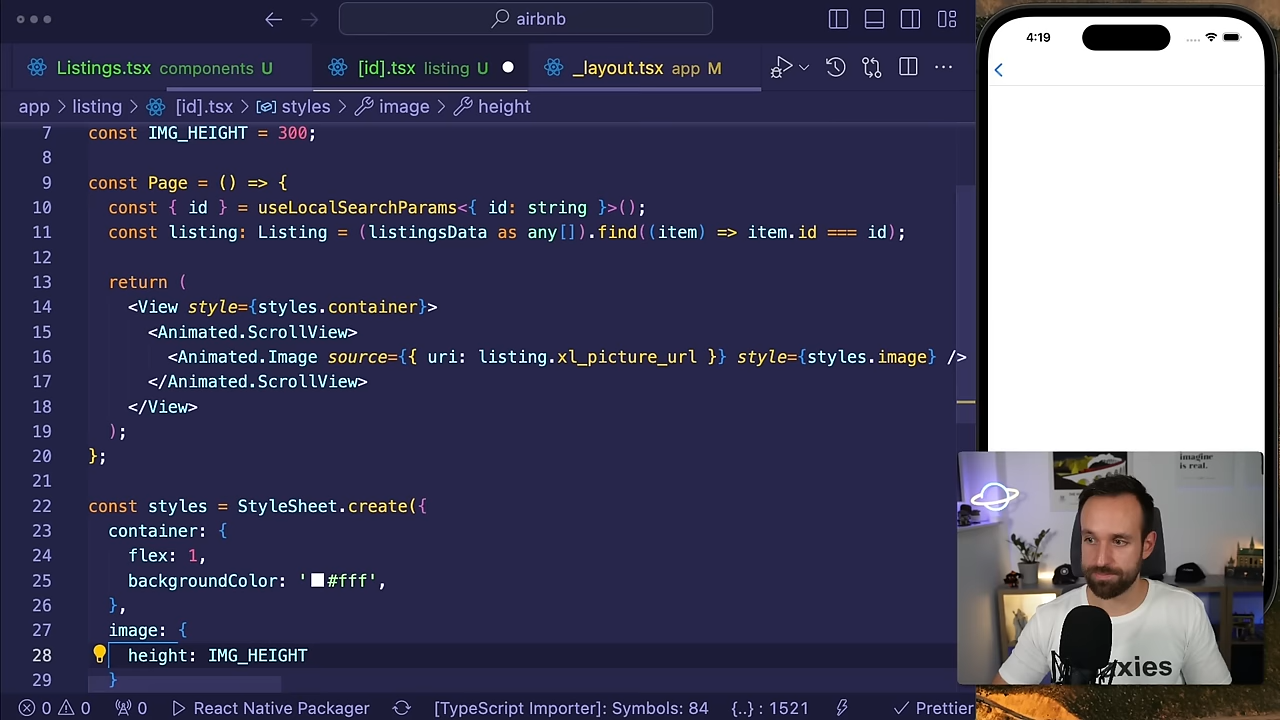 airbnb
Listings.tsx components U
[id].tsx listing U
_layout.tsx app M
app > listing > [id].tsx > styles > image > height
7 const IMG_HEIGHT = 300;
8
9 const Page = () => {
10 const { id } = useLocalSearchParams<{ id: string }>();
11 const listing: Listing = (listingsData as any[]).find((item) => item.id === id);
12
13 return (
14 <View style={styles.container}>
15 <Animated.ScrollView>
16 <Animated.Image source={{ uri: listing.xl_picture_url }} style={styles.image} />
17 </Animated.ScrollView>
18 </View>
19 );
20 };
21
22 const styles = StyleSheet.create({
23 container: {
24 flex: 1,
25 backgroundColor: '#fff',
26 },
27 image: {
28 height: IMG_HEIGHT
29 }
0 0 0 React Native Packager [TypeScript Importer]: Symbols: 84 {..} : 1521 Prettier
4:19
imagine
is real.